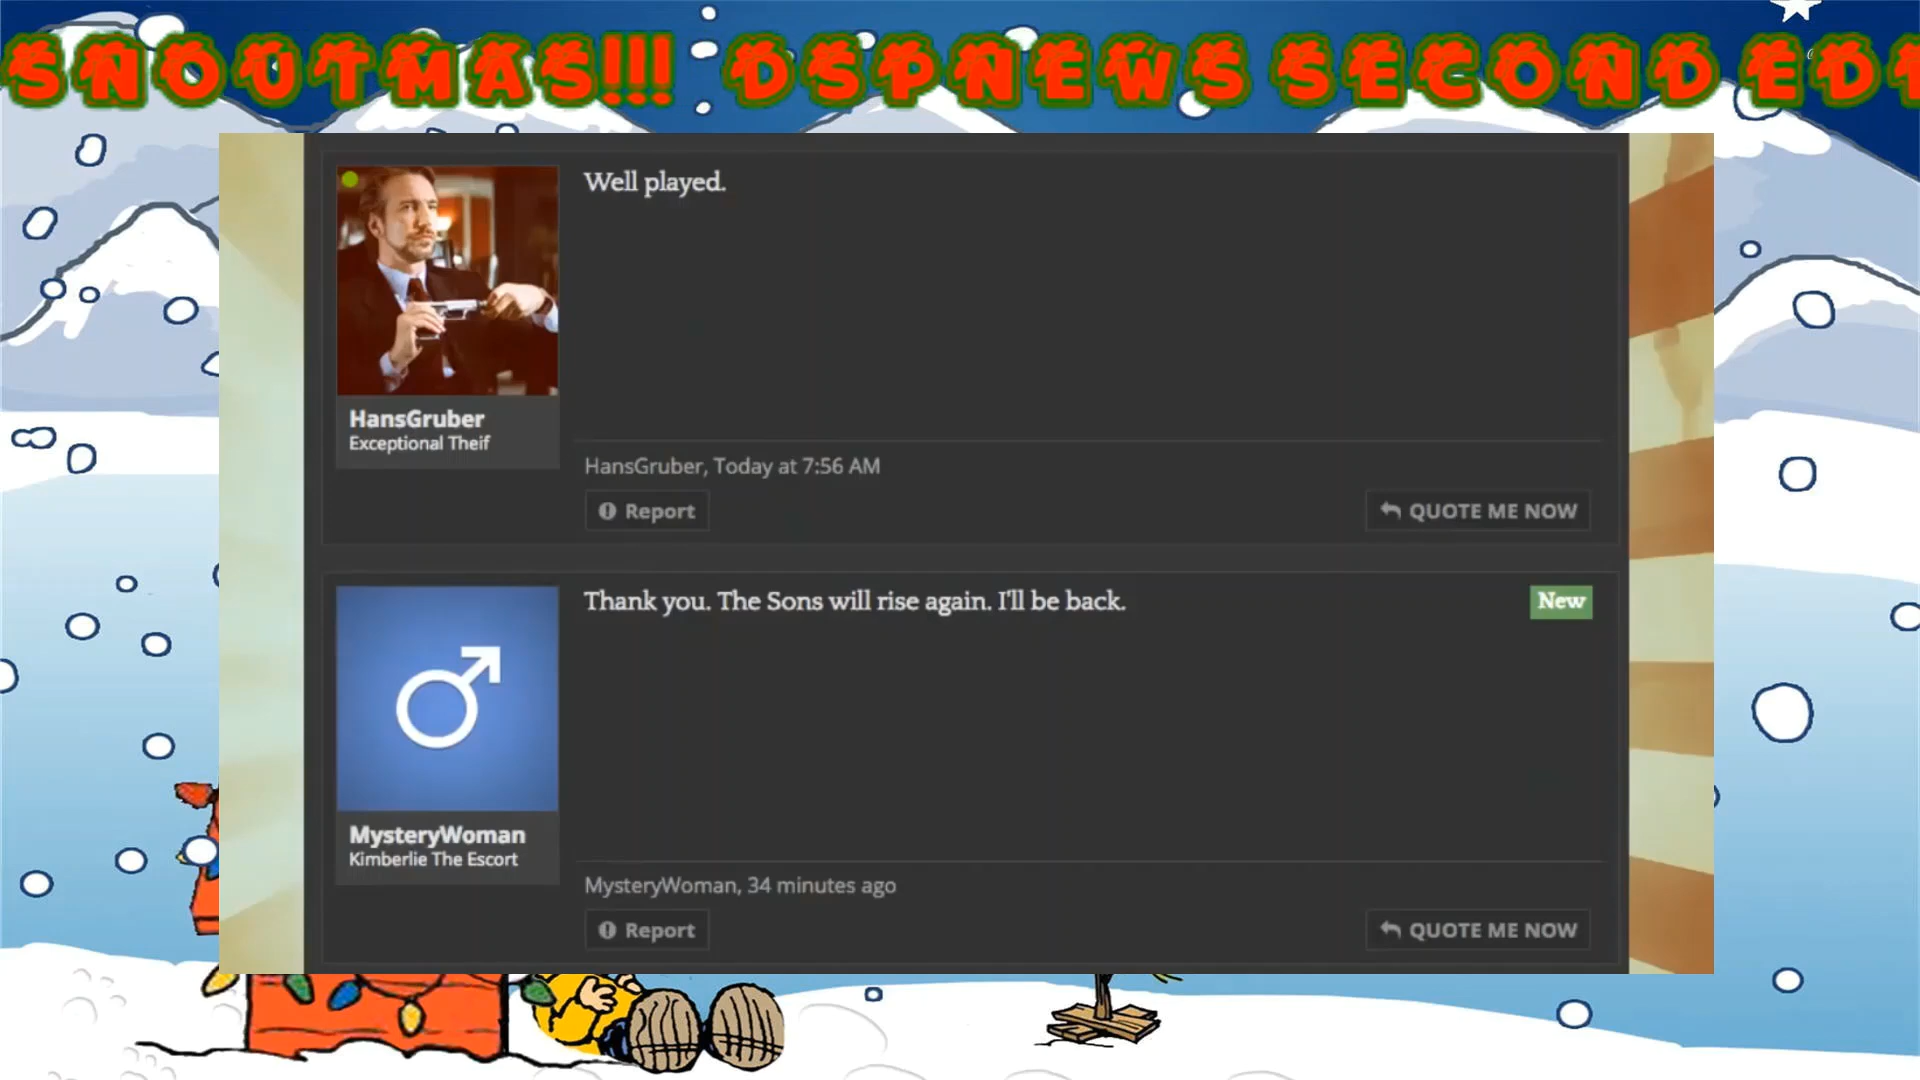 SNOUTMAS!!! DSPNEWS SECOND EDI
Well played.
HansGruber
Exceptional Theif
HansGruber, Today at 7:56 AM
Report
QUOTE ME NOW
Thank you. The Sons will rise again. I'll be back.
New
MysteryWoman
Kimberlie The Escort
MysteryWoman, 34 minutes ago
Report
QUOTE ME NOW